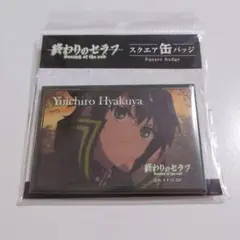 終わりのセラフ
Seraph of the end
スクエア缶バッジ
Square badge
Yuichiro Hyakuya
終わりのセラフ
Seraph of the end